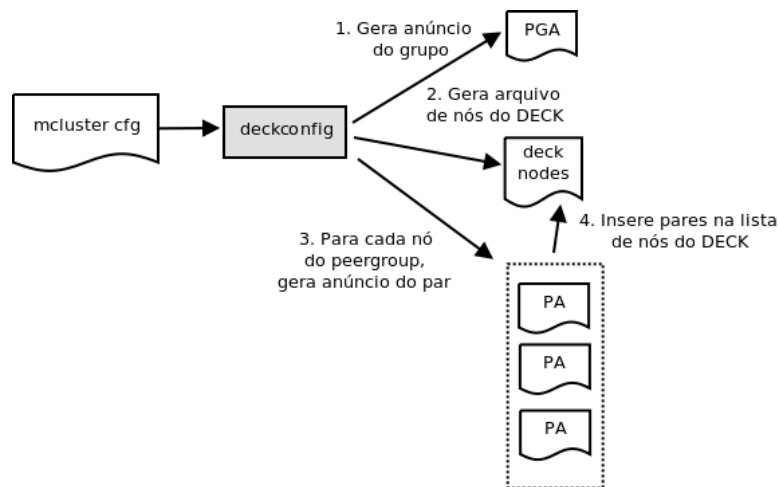 1. Gera anúncio
do grupo
PGA
mcluster cfg
deckconfig
2. Gera arquivo
de nós do DECK
deck
nodes
3. Para cada nó
do peergroup,
gera anúncio do par
4. Insere pares na lista
de nós do DECK
PA
PA
PA